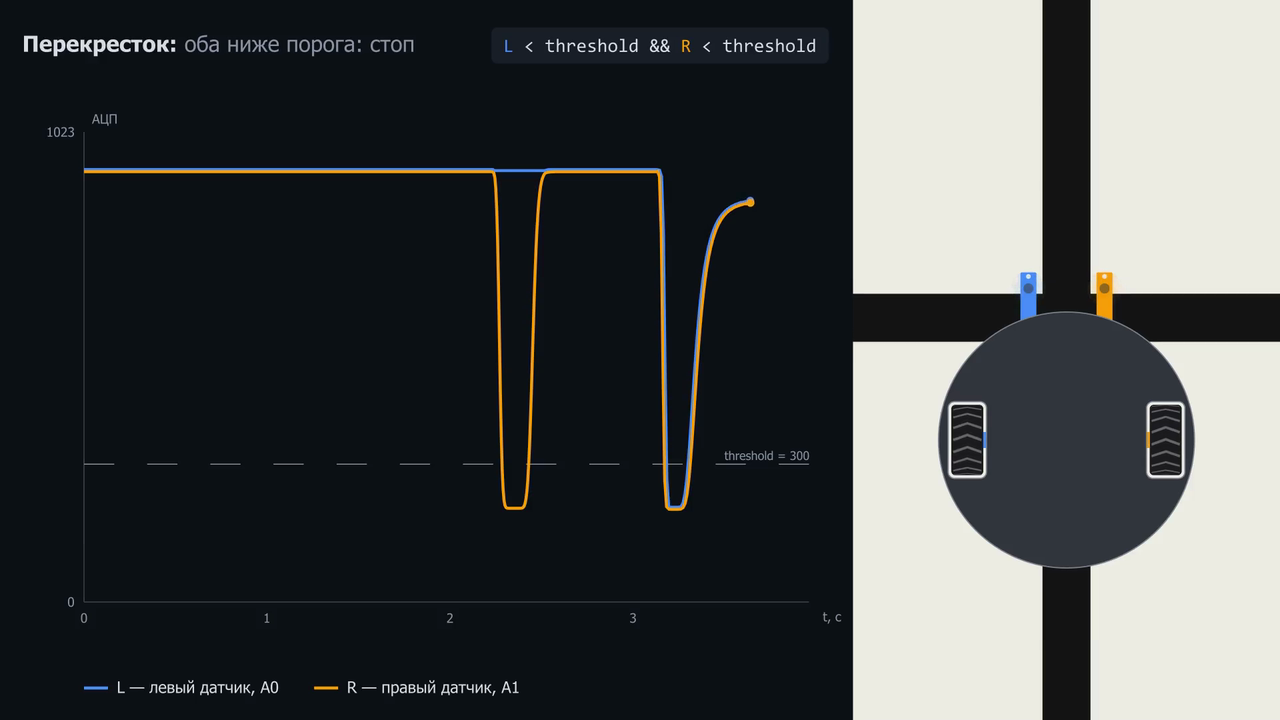 Перекресток: оба ниже порога: стоп
L < threshold && R < threshold
АЦП
1023
threshold = 300
0
0 1 2 3 t, с
L — левый датчик, A0
R — правый датчик, A1